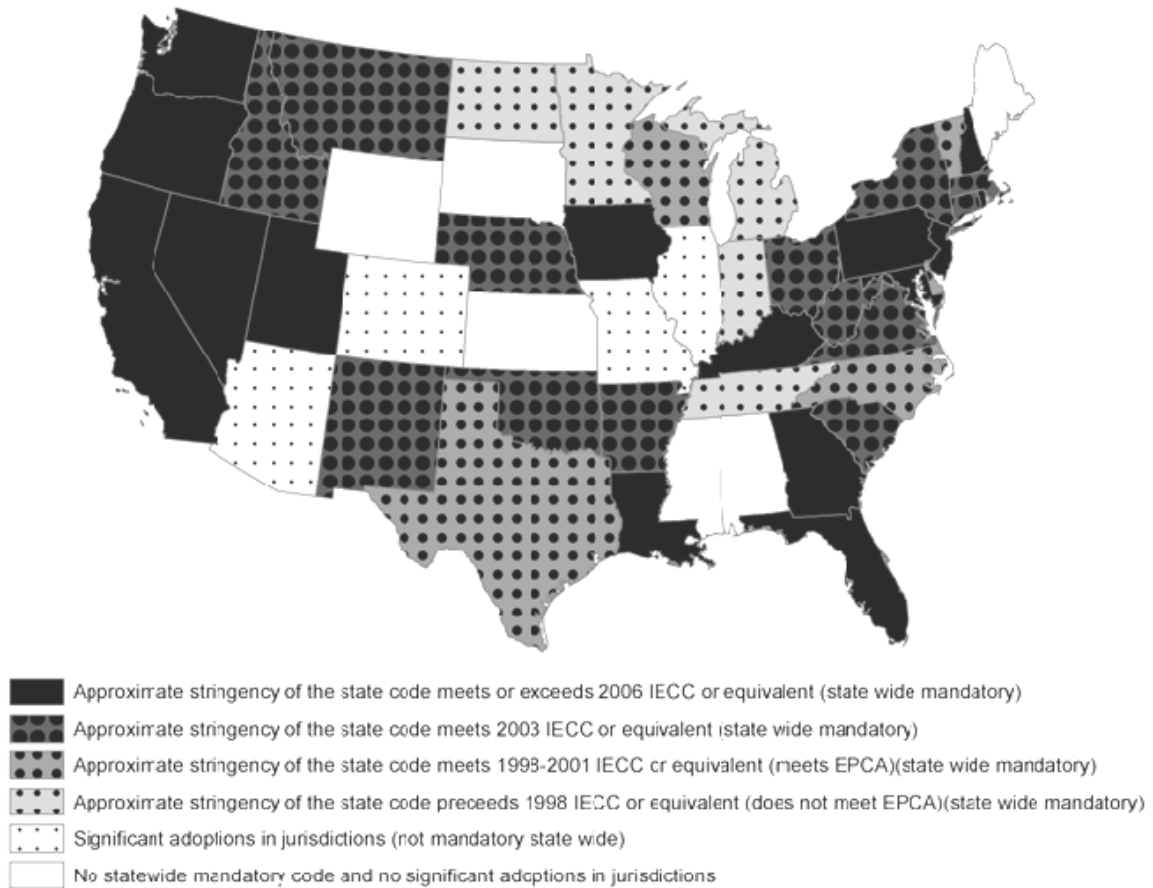 Approximate stringency of the state code meets or exceeds 2006 IECC or equivalent (state wide mandatory)
Approximate stringency of the state code meets 2003 IECC or equivalent (state wide mandatory)
Approximate stringency of the state code meets 1998-2001 IECC or equivalent (meets EPCA)(state wide mandatory)
Approximate stringency of the state code preceeds 1998 IECC or equivalent (does not meet EPCA)(state wide mandatory)
Significant adoptions in jurisdictions (not mandatory state wide)
No statewide mandatory code and no significant adoptions in jurisdictions